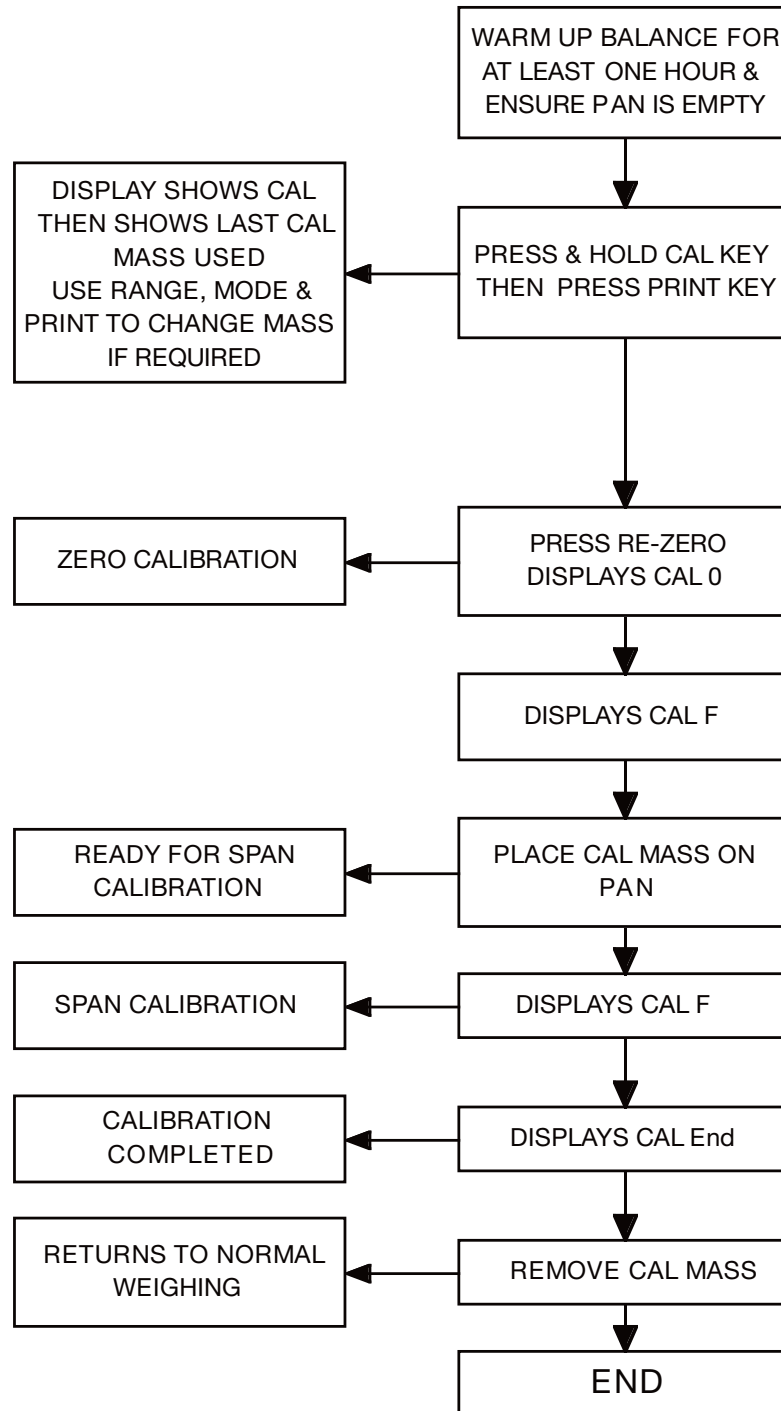 WARM UP BALANCE FOR
AT LEAST ONE HOUR &
ENSURE PAN IS EMPTY
DISPLAY SHOWS CAL
THEN SHOWS LAST CAL
MASS USED
USE RANGE, MODE &
PRINT TO CHANGE MASS
IF REQUIRED
PRESS & HOLD CAL KEY
THEN PRESS PRINT KEY
ZERO CALIBRATION
PRESS RE-ZERO
DISPLAYS CAL 0
DISPLAYS CAL F
READY FOR SPAN
CALIBRATION
PLACE CAL MASS ON
PAN
SPAN CALIBRATION
DISPLAYS CAL F
CALIBRATION
COMPLETED
DISPLAYS CAL End
RETURNS TO NORMAL
WEIGHING
REMOVE CAL MASS
END